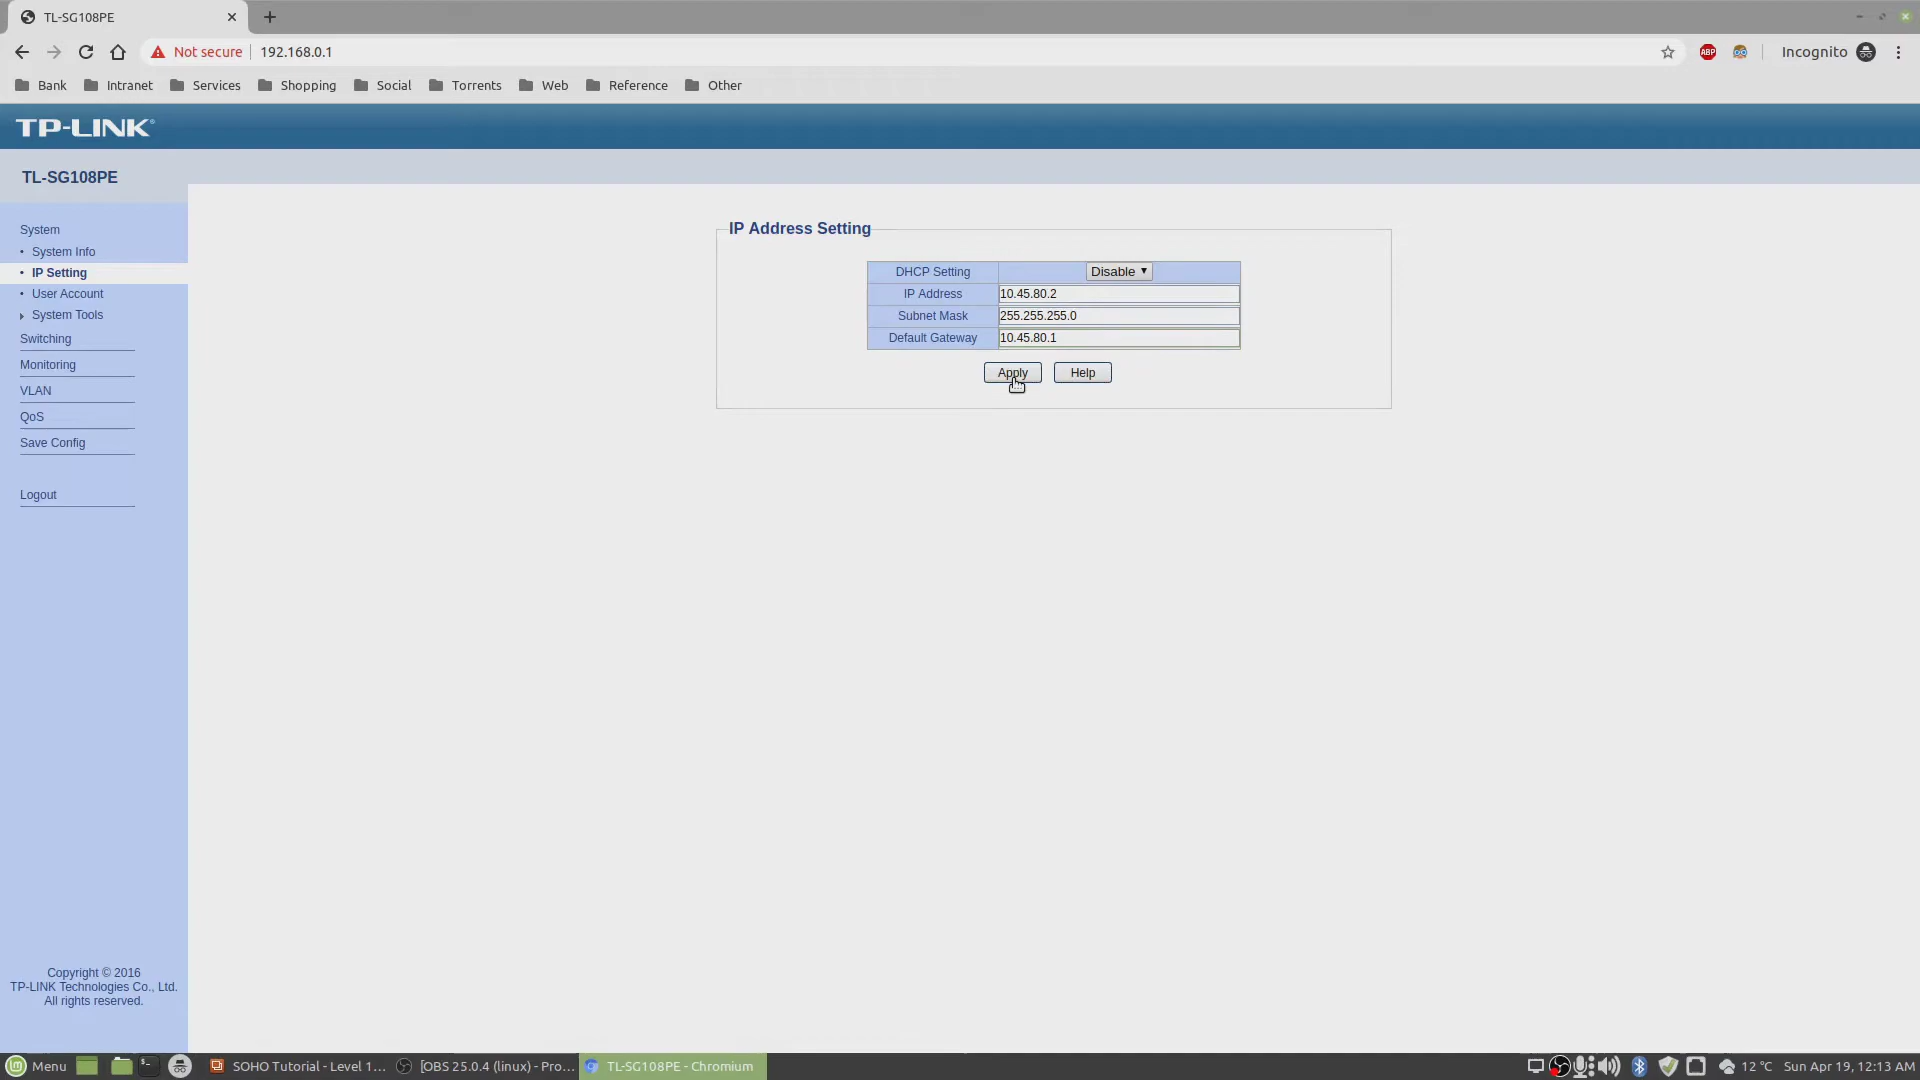 TL-SG108PE
Not secure 192.168.0.1
ABP
Incognito
Bank Intranet Services Shopping Social Torrents Web Reference Other
TP-LINK
TL-SG108PE
System
System Info
IP Setting
User Account
System Tools
Switching
Monitoring
VLAN
QoS
Save Config
Logout
IP Address Setting
DHCP Setting Disable
IP Address 10.45.80.2
Subnet Mask 255.255.255.0
Default Gateway 10.45.80.1
Apply Help
Copyright © 2016
TP-LINK Technologies Co., Ltd.
All rights reserved.
Menu SOHO Tutorial - Level 1... [OBS 25.0.4 (linux) - Pro... TL-SG108PE - Chromium 12 °C Sun Apr 19, 12:13 AM